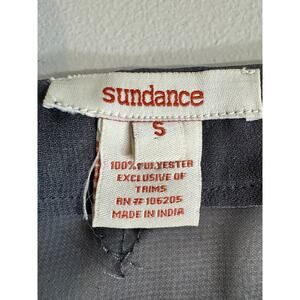 sundance
S
100% POLYESTER
EXCLUSIVE OF
TRIMS
RN# 106205
MADE IN INDIA